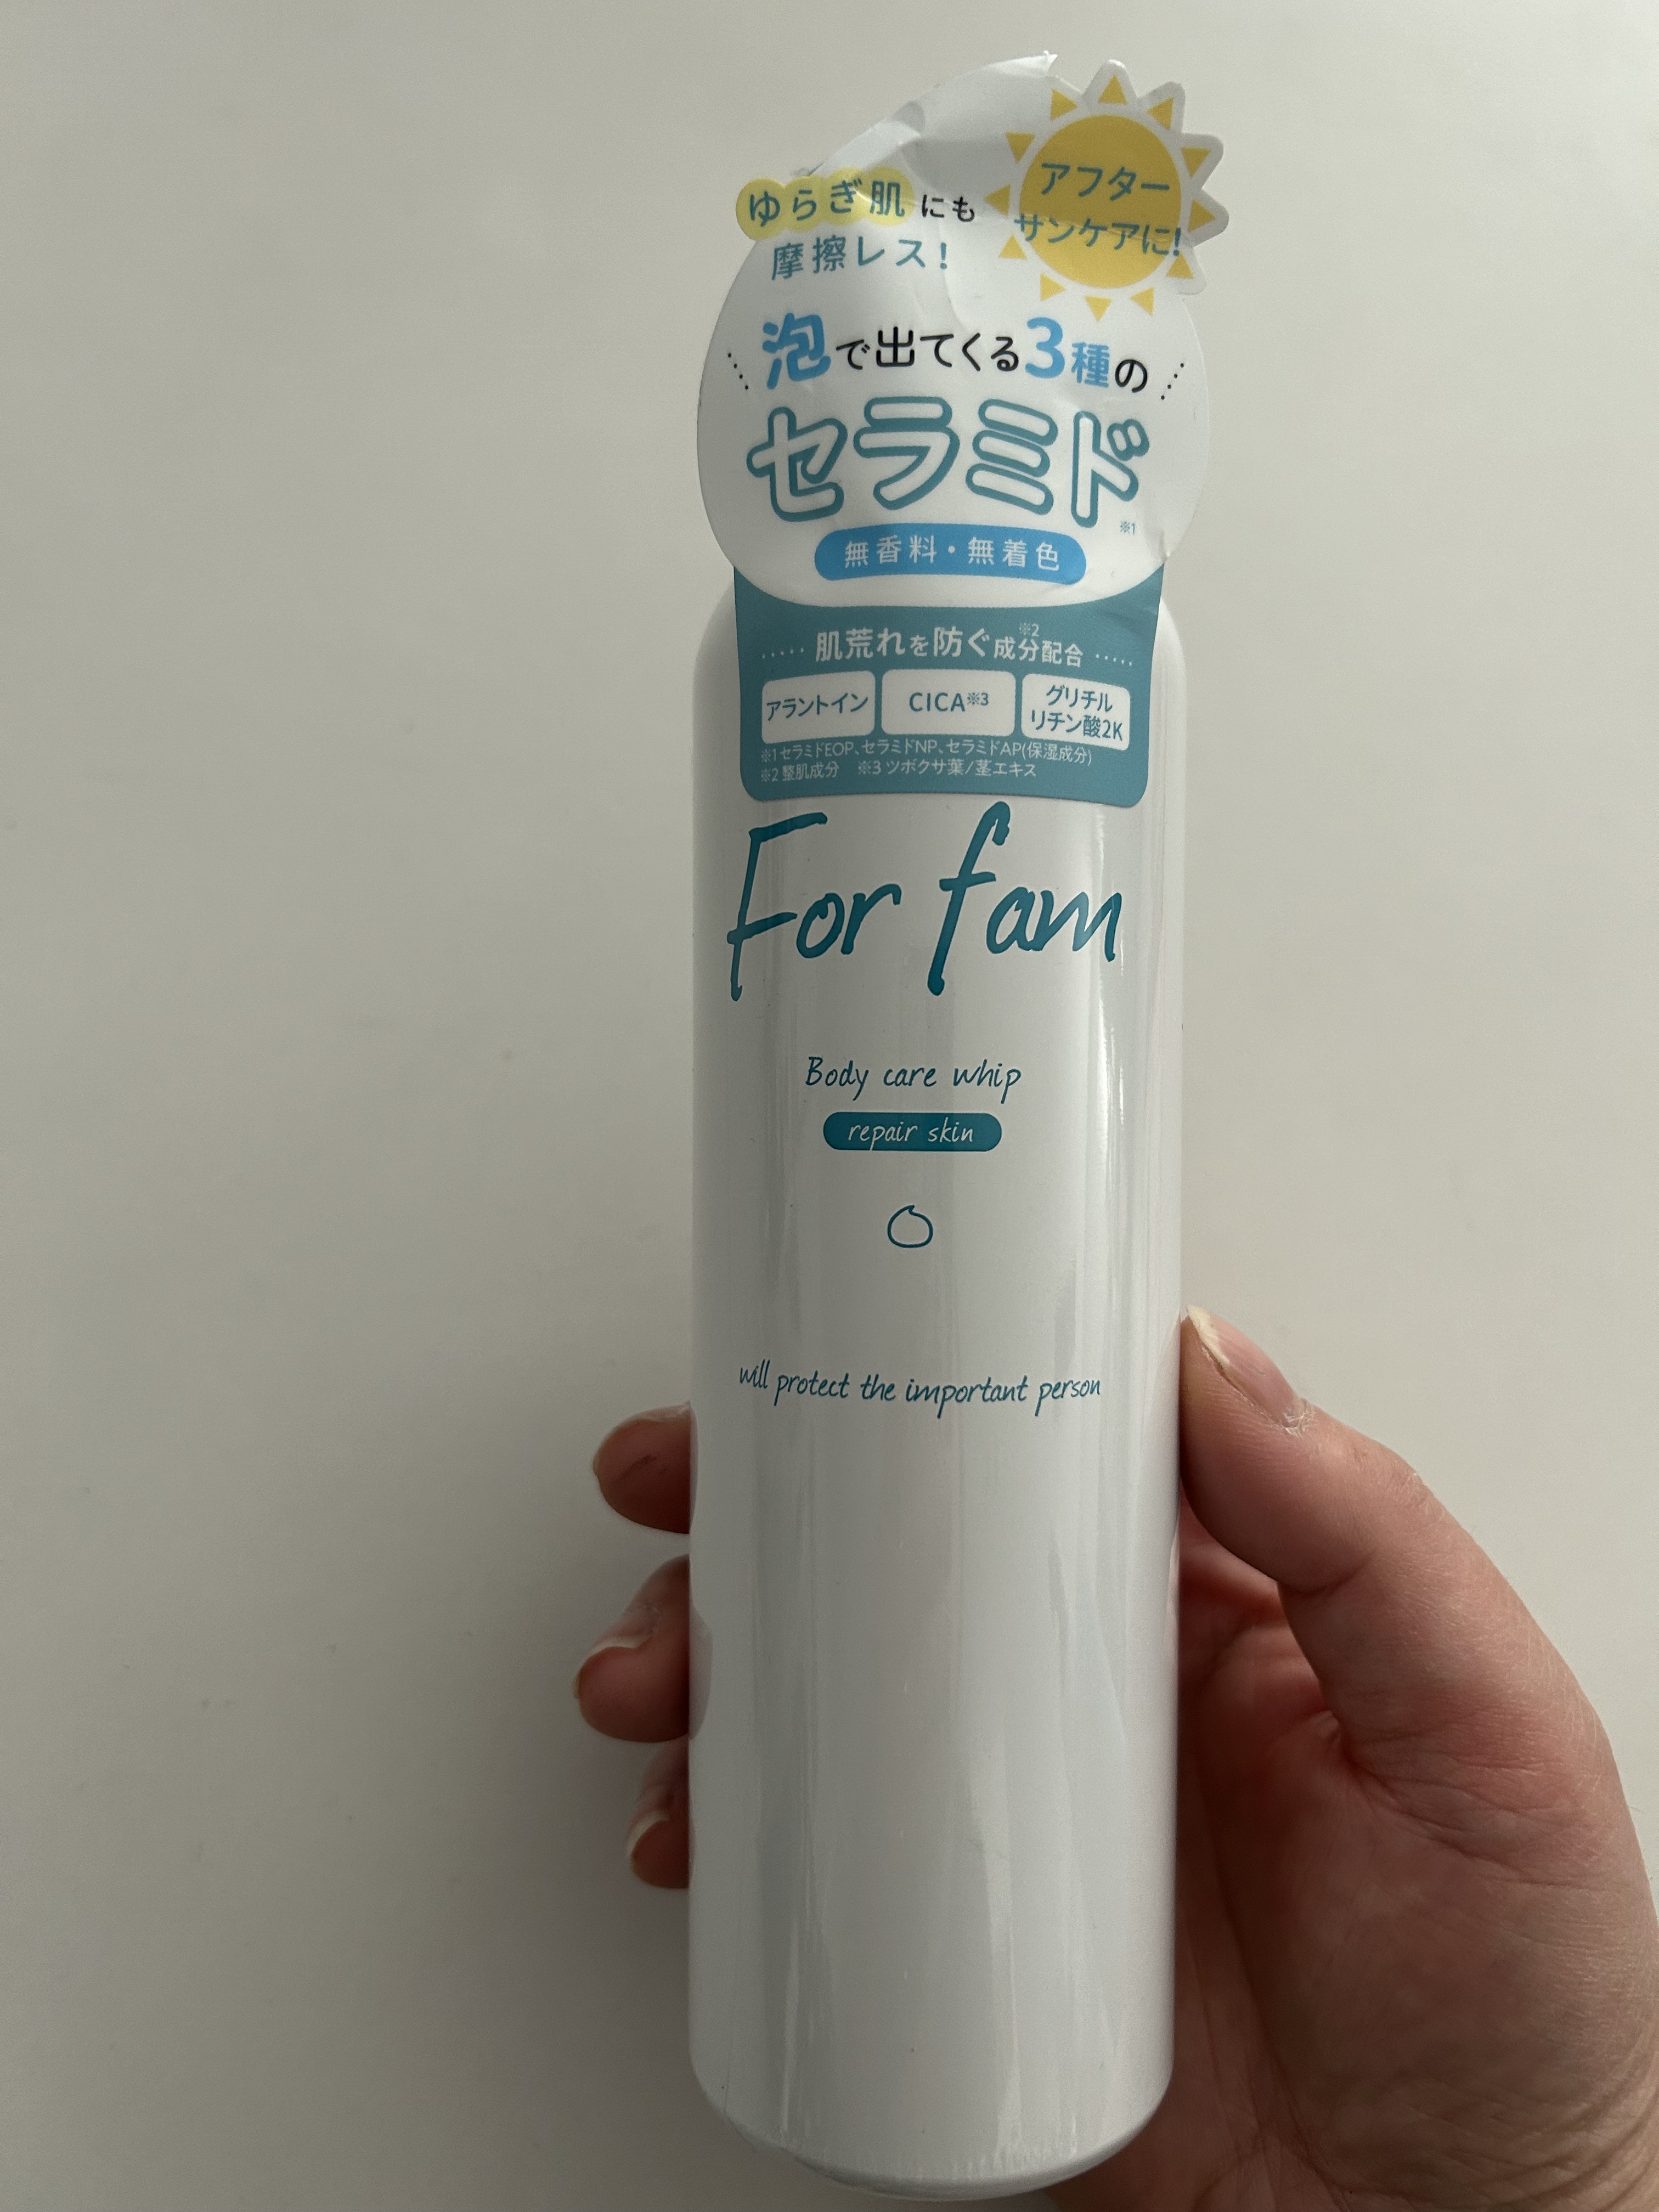 ゆらぎ肌にも
摩擦レス!
アフター
サンケアに!
泡で出てくる3種の
セラミド※1
無香料・無着色
肌荒れを防ぐ成分配合※2
アラントイン
CICA※3
グリチル
リチン酸2K
※1セラミドEOP、セラミドNP、セラミドAP(保湿成分)
※2 整肌成分 ※3 ツボクサ葉/茎エキス
For fam
Body care whip
repair skin
will protect the important person